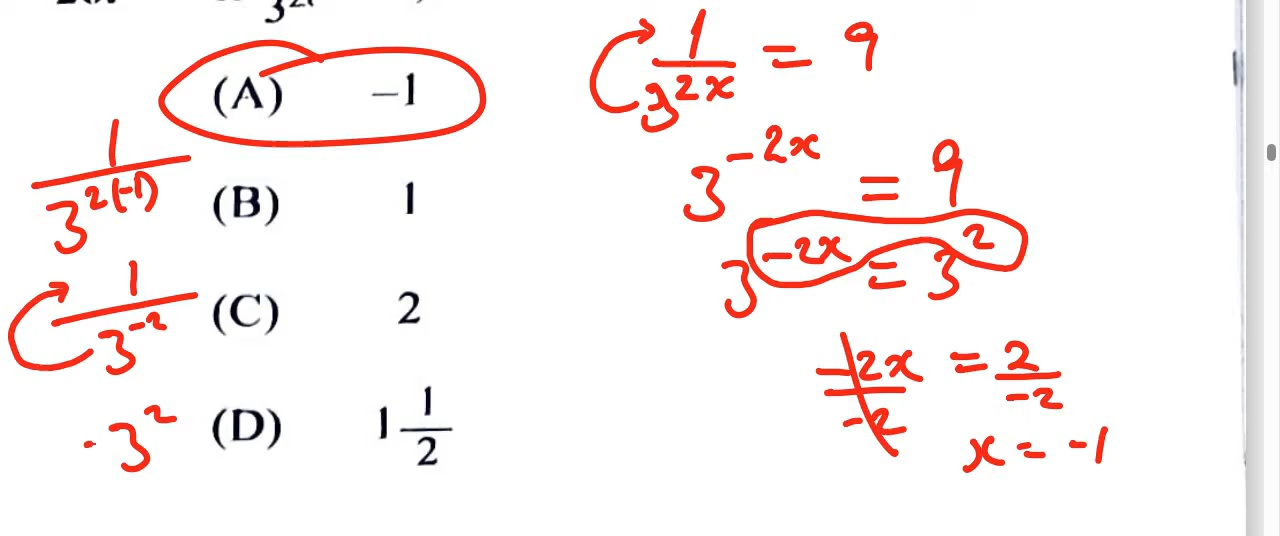 (A) −1
(B) 1
(C) 2
(D) 1 1/2
1/3^2(-1)
1/3^-2
3^2
1/3^2x = 9
3^-2x = 9
3^-2x = 3^2
-2x/-2 = 2/-2
x = -1